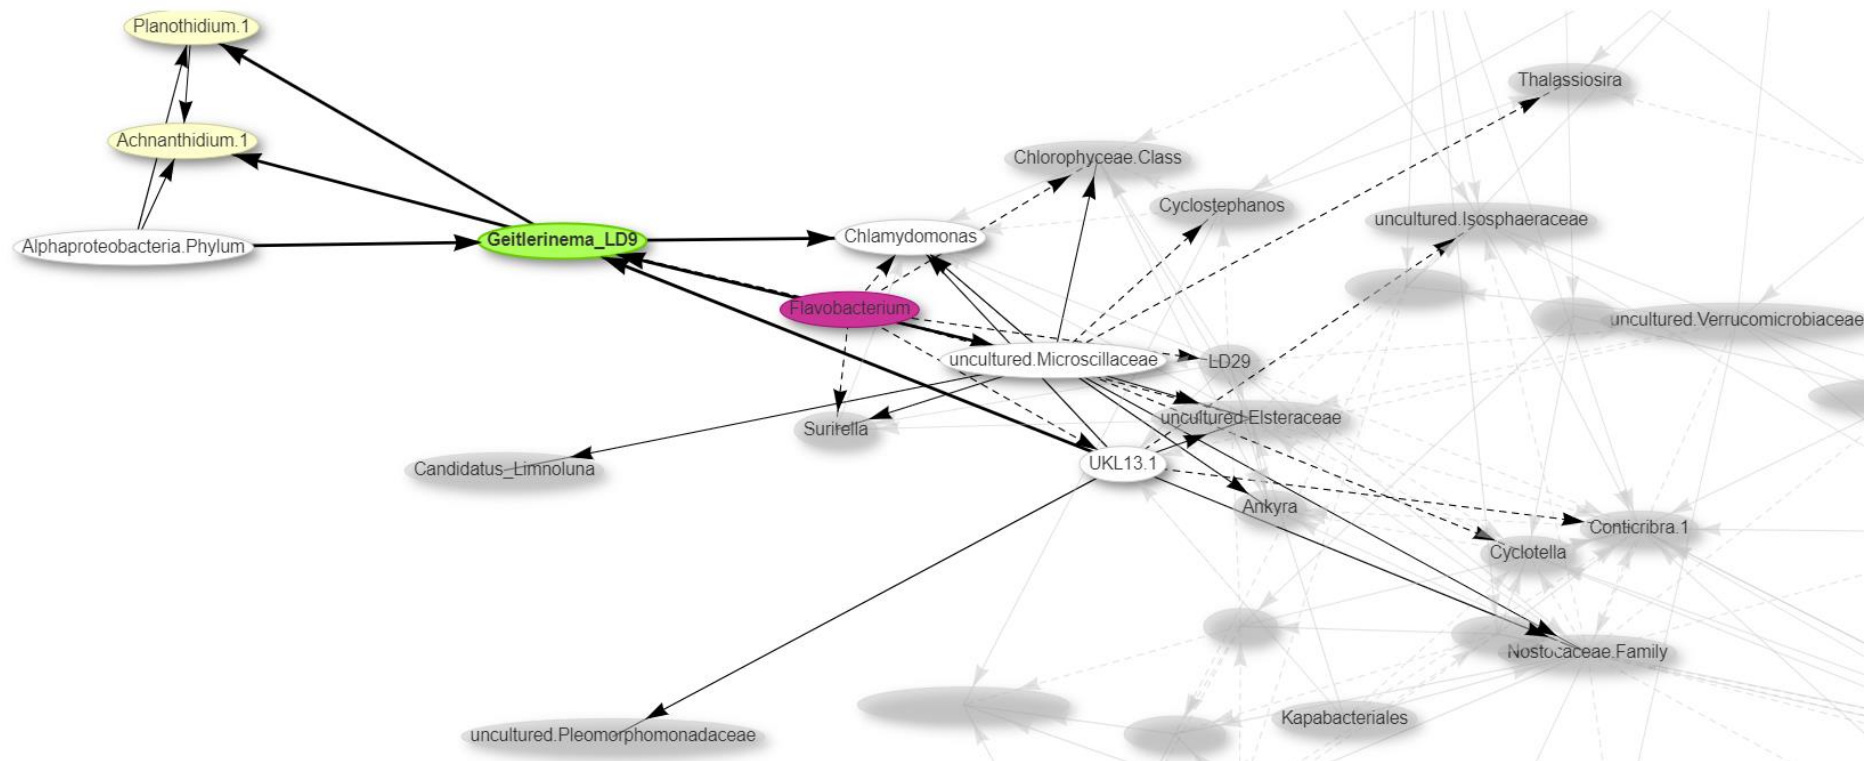 Planothidium.1
Thalassiosira
Achnanthidium.1
Chlorophyceae.Class
Cyclostephanos
uncultured.Isosphaeraceae
Alphaproteobacteria.Phylum
Geitlerinema_LD9
Chlamydomonas
Flavobacterium
uncultured.Verrucomicrobiaceae
uncultured.Microscillaceae
LD29
uncultured.Elsteraceae
Surirella
Candidatus_Limnoluna
UKL13.1
Ankyra
Conticribra.1
Cyclotella
Nostocaceae.Family
Kapabacteriales
uncultured.Pleomorphomonadaceae